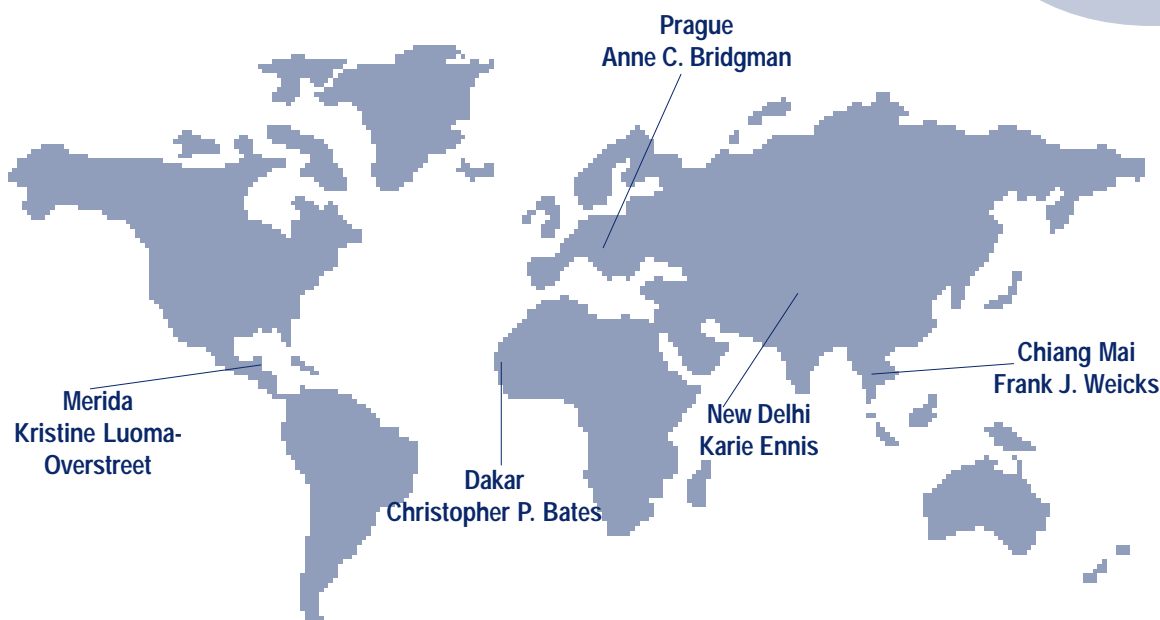 Prague
Anne C. Bridgman
Chiang Mai
Frank J. Weicks
Merida
Kristine Luoma-
Overstreet
New Delhi
Karie Ennis
Dakar
Christopher P. Bates